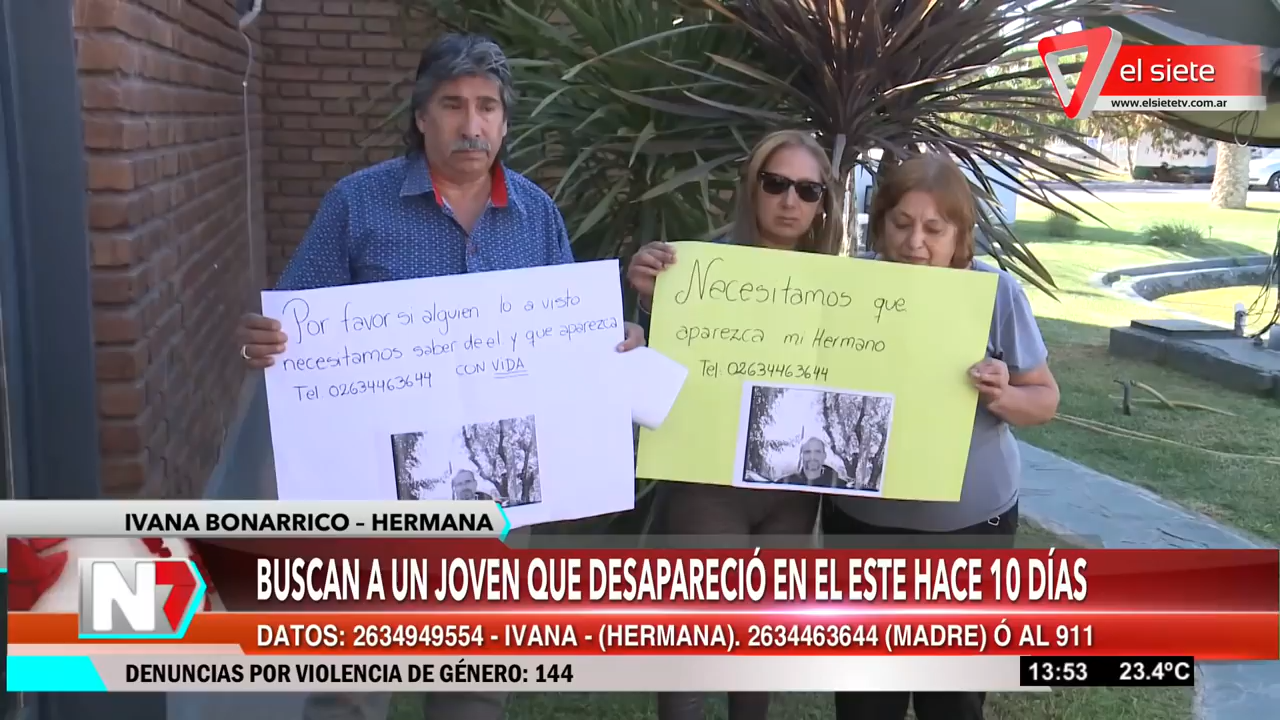 el siete
www.elsietetv.com.ar
Por favor si alguien lo a visto
necesitamos saber de el y que aparezca
Tel 02634463644 CON VIDA
Necesitamos que
aparezca mi Hermano
Tel: 02634463644
IVANA BONARRICO – HERMANA
N7
BUSCAN A UN JOVEN QUE DESAPARECIÓ EN EL ESTE HACE 10 DÍAS
DATOS: 2634949554 - IVANA - (HERMANA). 2634463644 (MADRE) Ó AL 911
DENUNCIAS POR VIOLENCIA DE GÉNERO: 144
13:53 23.4°C